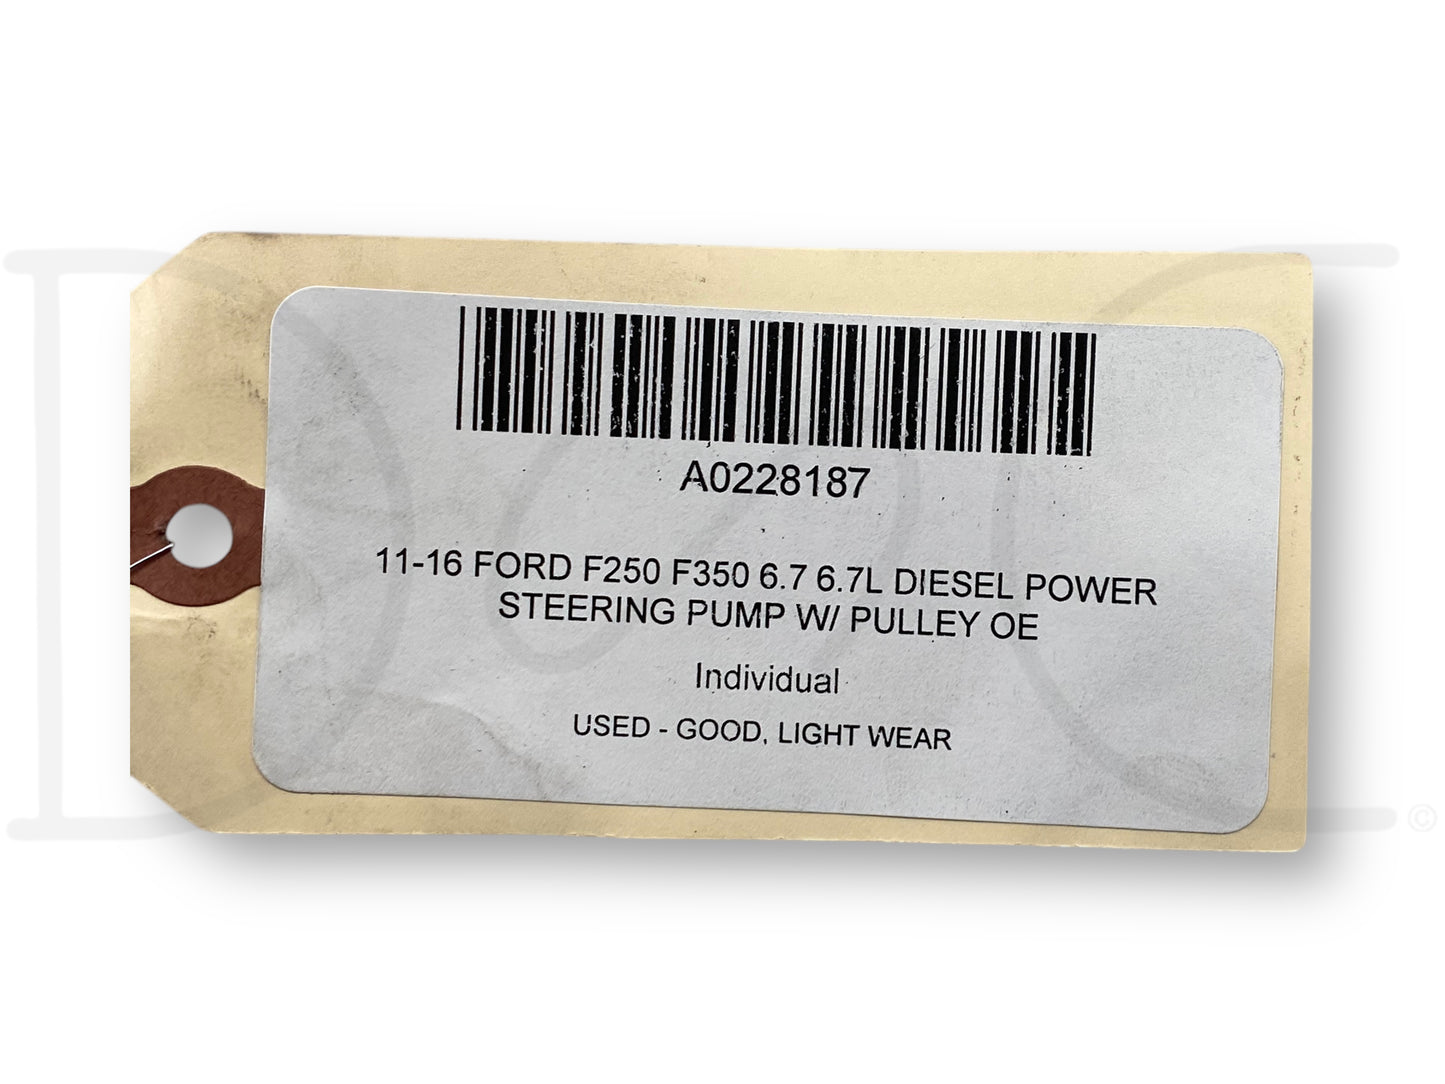 A0228187
11-16 FORD F250 F350 6.7 6.7L DIESEL POWER
STEERING PUMP W/ PULLEY OE
Individual
USED - GOOD, LIGHT WEAR
©